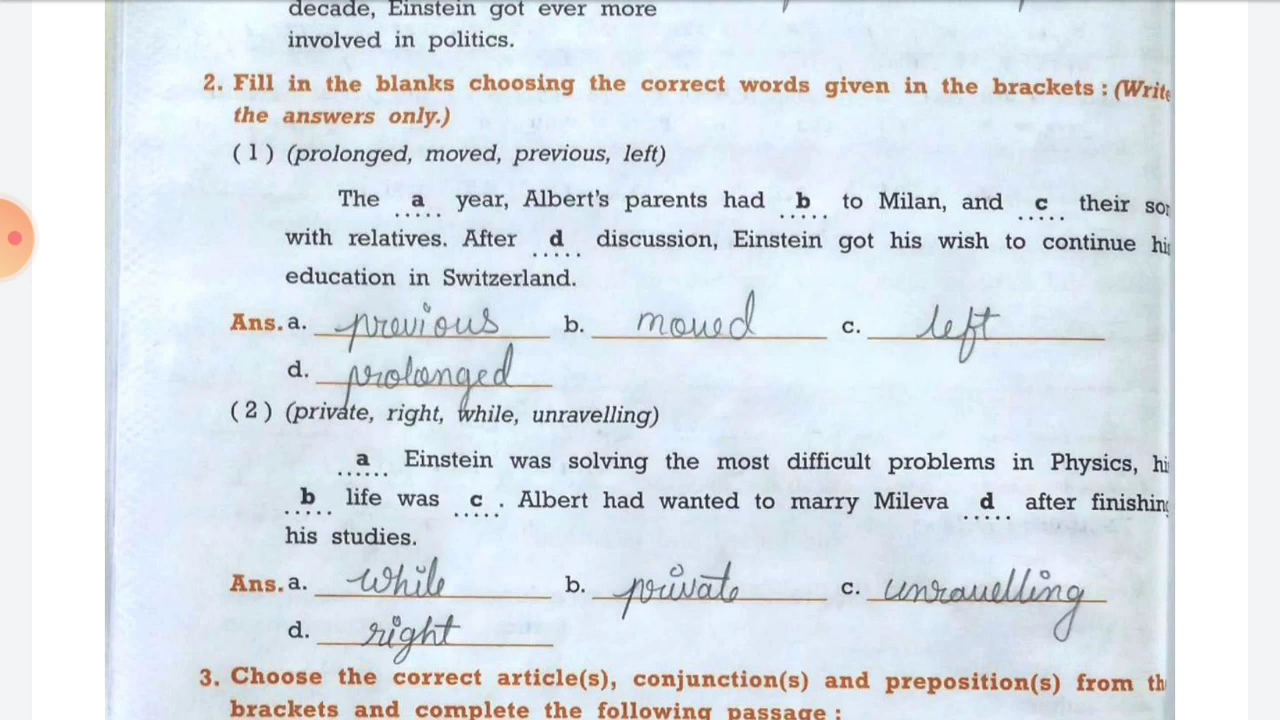 decade, Einstein got ever more
involved in politics.
2. Fill in the blanks choosing the correct words given in the brackets : (Write
the answers only.)
(1) (prolonged, moved, previous, left)
The a year, Albert's parents had b to Milan, and c their son
with relatives. After d discussion, Einstein got his wish to continue his
education in Switzerland.
Ans. a. previous b. moved c. left
d. prolonged
(2) (private, right, while, unravelling)
a Einstein was solving the most difficult problems in Physics, hi
b life was c. Albert had wanted to marry Mileva d after finishing
his studies.
Ans. a. while b. private c. unravelling
d. right
3. Choose the correct article(s), conjunction(s) and preposition(s) from th
brackets and complete the following passage :